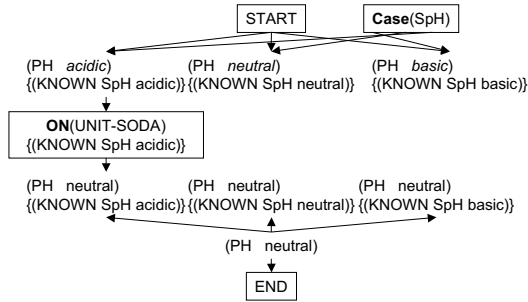 START Case(SpH)
(PH acidic) (PH neutral) (PH basic)
{(KNOWN SpH acidic)} {(KNOWN SpH neutral)} {(KNOWN SpH basic)}
ON(UNIT-SODA)
{(KNOWN SpH acidic)}
(PH neutral) (PH neutral) (PH neutral)
{(KNOWN SpH acidic)} {(KNOWN SpH neutral)} {(KNOWN SpH basic)}
(PH neutral)
END